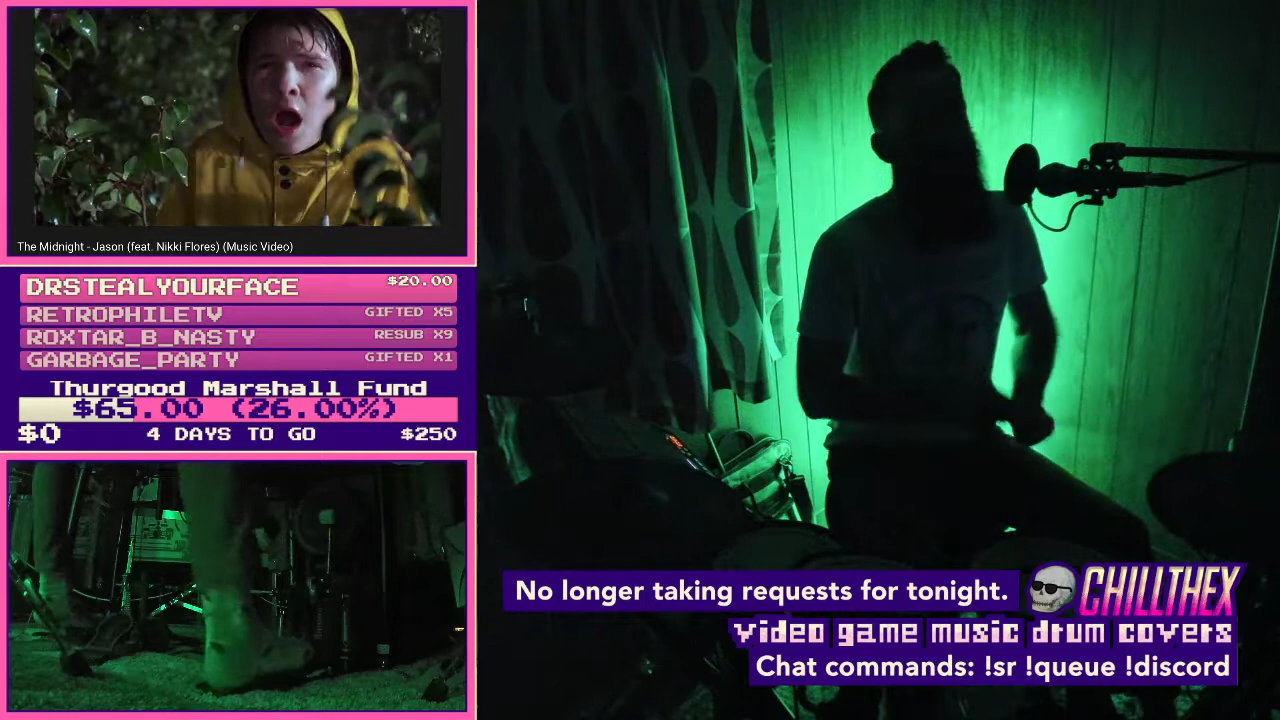 The Midnight - Jason (feat. Nikki Flores) (Music Video)
DRSTEALYOURFACE $20.00
RETROPHILETV GIFTED X5
ROXTAR_B_NASTY RESUB X9
GARBAGE_PARTY GIFTED X1
Thurgood Marshall Fund
$65.00 (26.00%)
$0 4 DAYS TO GO $250
No longer taking requests for tonight.
CHILLTHEX
video game music drum covers
Chat commands: !sr !queue !discord